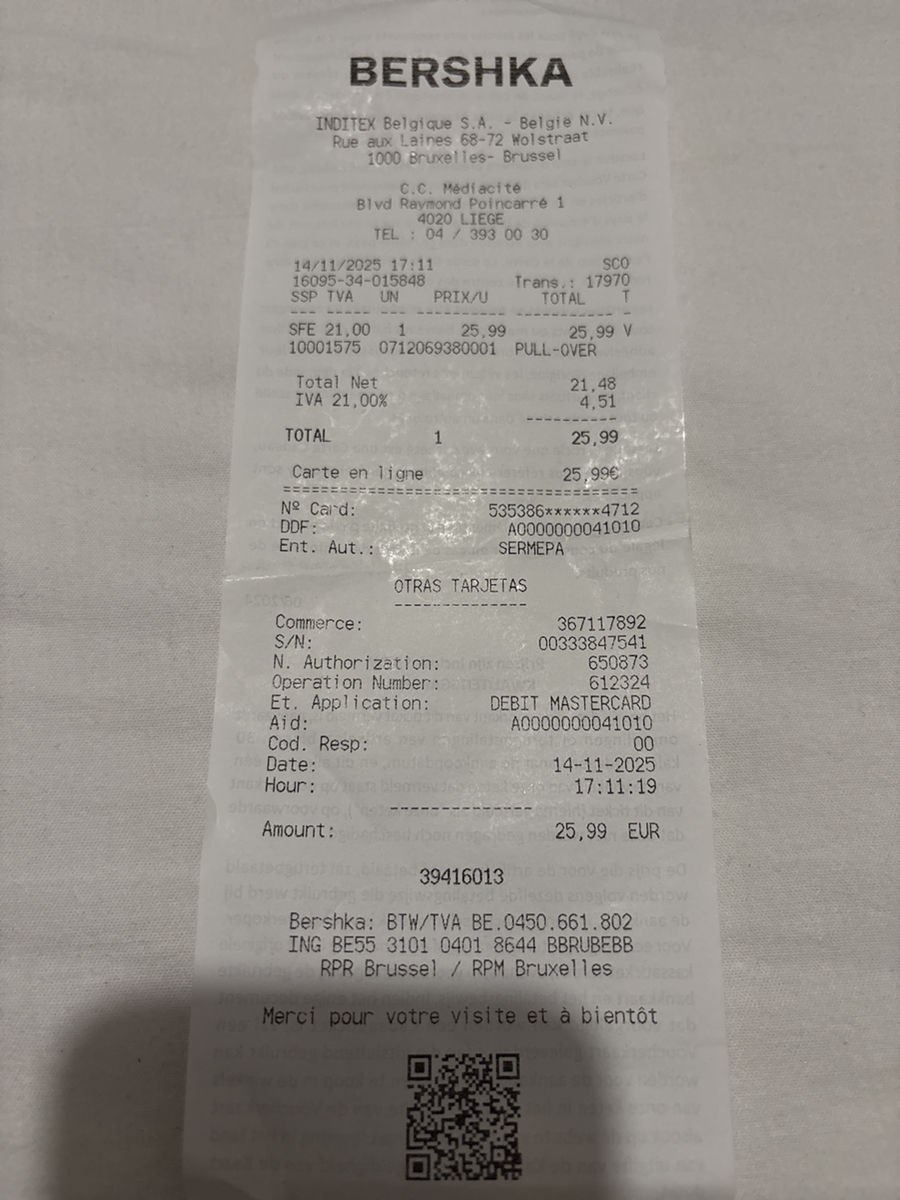 BERSHKA
INDITEX Belgique S.A. - België N.V.
Rue aux Laines 68-72 Wolstraat
1000 Bruxelles- Brussel
C.C. Médiacité
Blvd Raymond Poincarré 1
4020 LIEGE
TEL : 04 / 393 00 30
14/11/2025 17:11 SCO
16095-34-015848 Trans.: 17970
SSP TVA UN PRIX/U TOTAL T
--- ----- --- ---------- ---------- -
SFE 21,00 1 25,99 25,99 V
10001575 0712069380001 PULL-OVER
Total Net 21,48
IVA 21,00% 4,51
----------
TOTAL 1 25,99
Carte en ligne 25,99€
========================================
Nº Card: 535386******4712
DDF: A0000000041010
Ent. Aut.: SERMEPA
OTRAS TARJETAS
--------------
Commerce: 367117892
S/N: 00333847541
N. Authorization: 650873
Operation Number: 612324
Et. Application: DEBIT MASTERCARD
Aid: A0000000041010
Cod. Resp: 00
Date: 14-11-2025
Hour: 17:11:19
--------------
Amount: 25,99 EUR
39416013
Bershka: BTW/TVA BE.0450.661.802
ING BE55 3101 0401 8644 BBRUBEBB
RPR Brussel / RPM Bruxelles
Merci pour votre visite et à bientôt